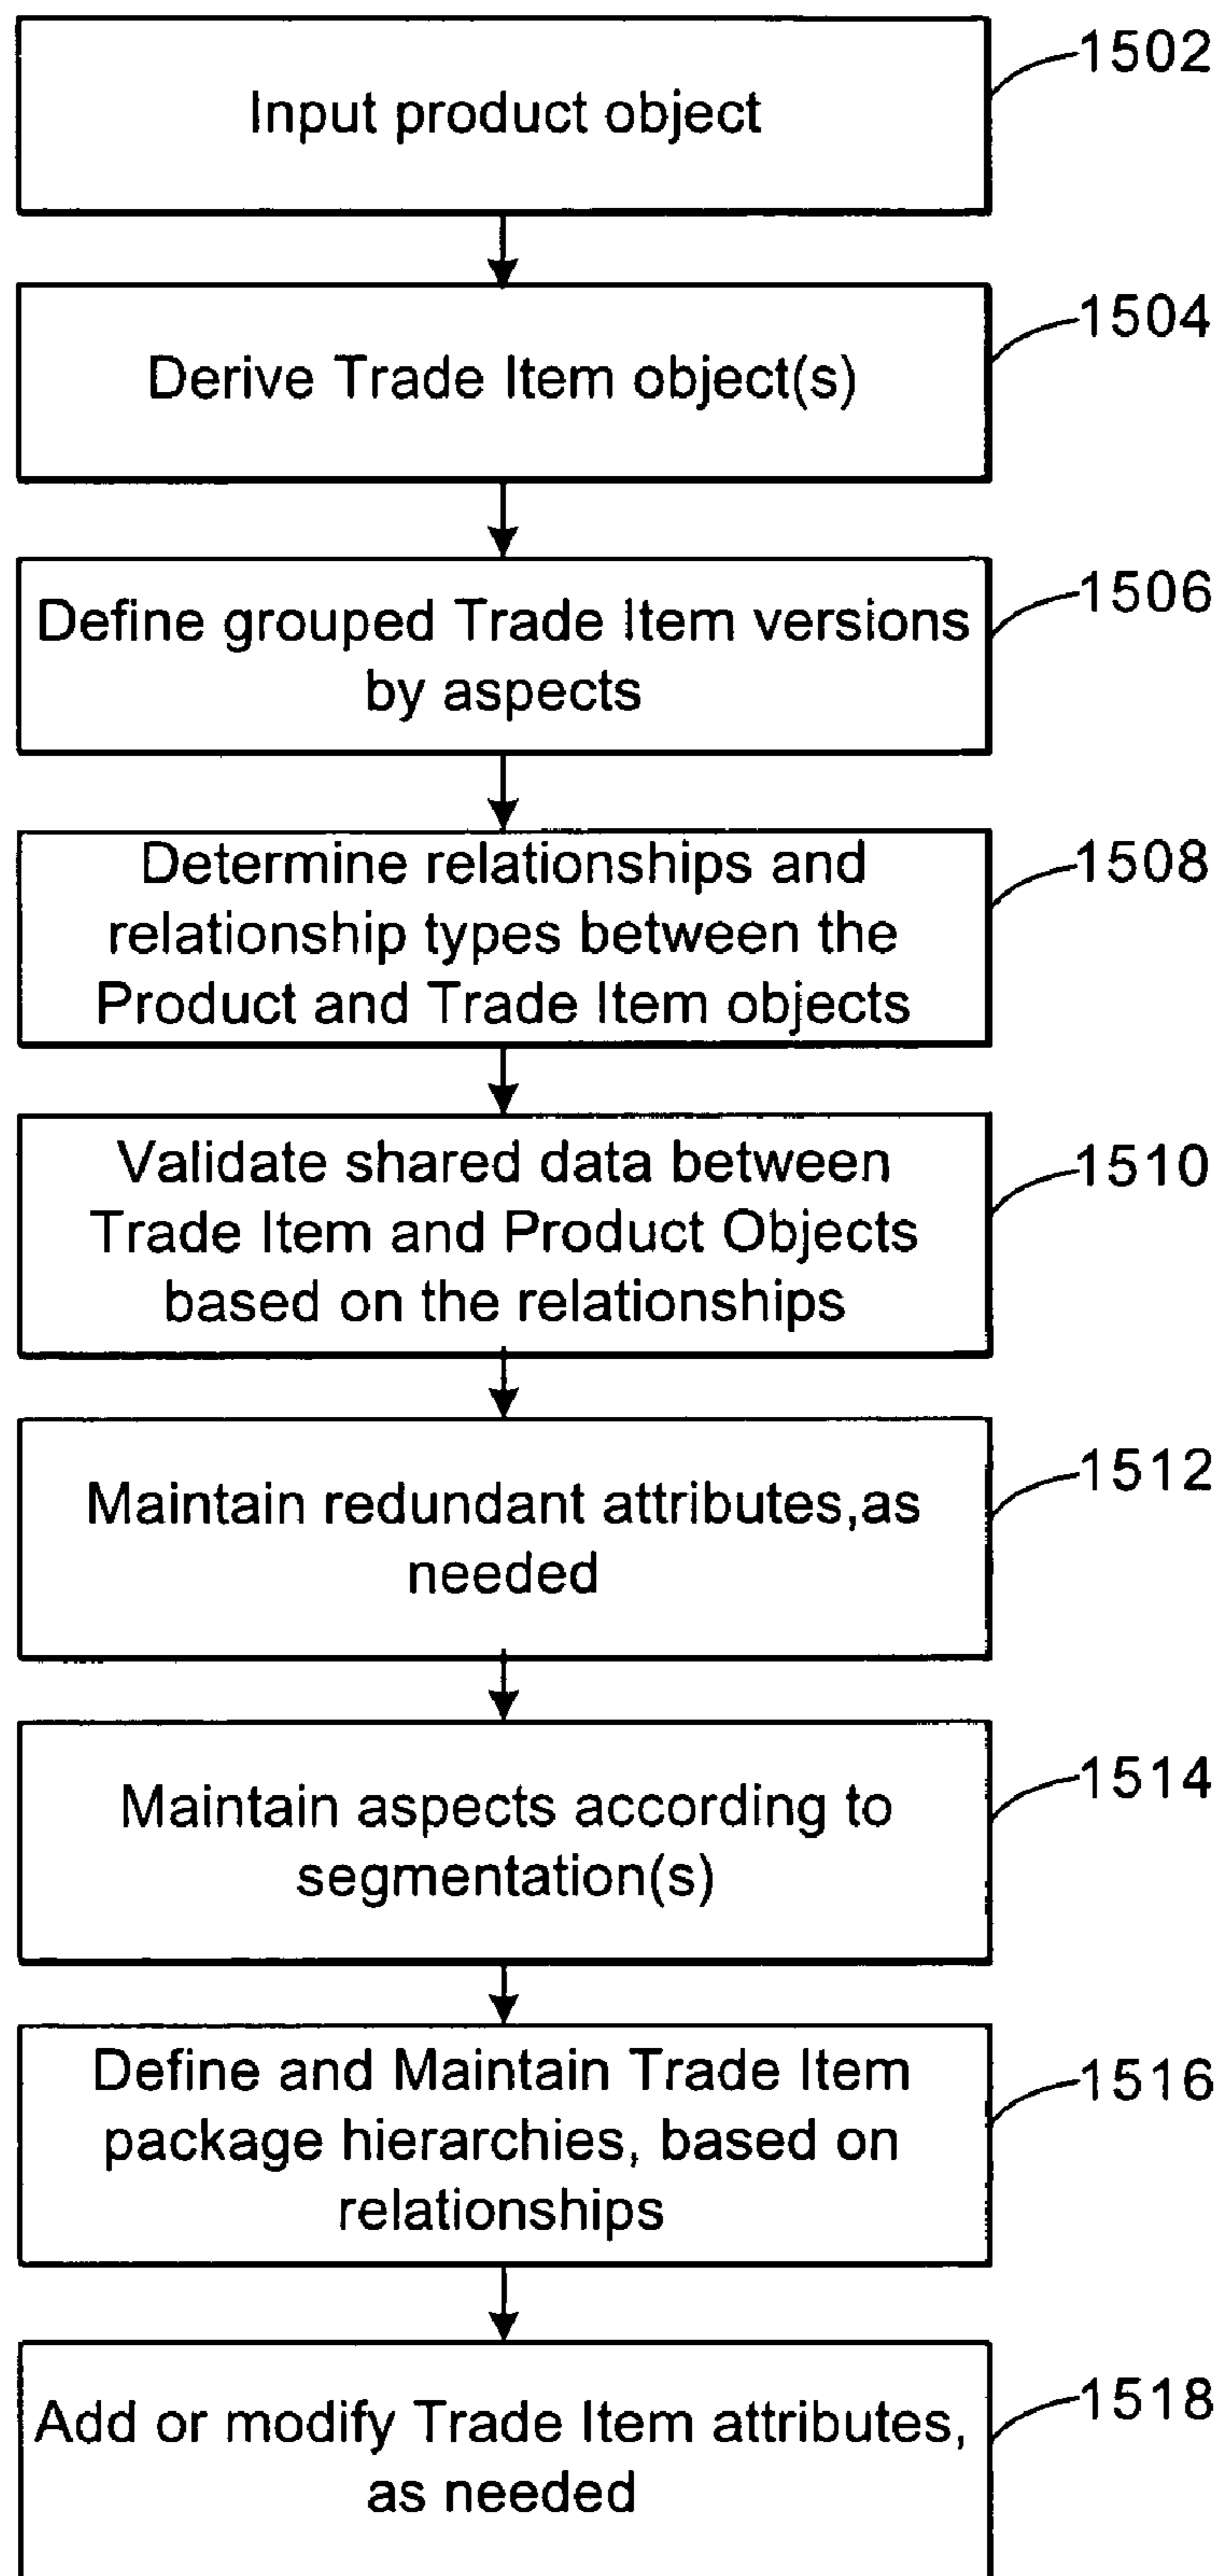 1502
Input product object
1504
Derive Trade Item object(s)
1506
Define grouped Trade Item versions
by aspects
1508
Determine relationships and
relationship types between the
Product and Trade Item objects
1510
Validate shared data between
Trade Item and Product Objects
based on the relationships
1512
Maintain redundant attributes,as
needed
1514
Maintain aspects according to
segmentation(s)
1516
Define and Maintain Trade Item
package hierarchies, based on
relationships
1518
Add or modify Trade Item attributes,
as needed